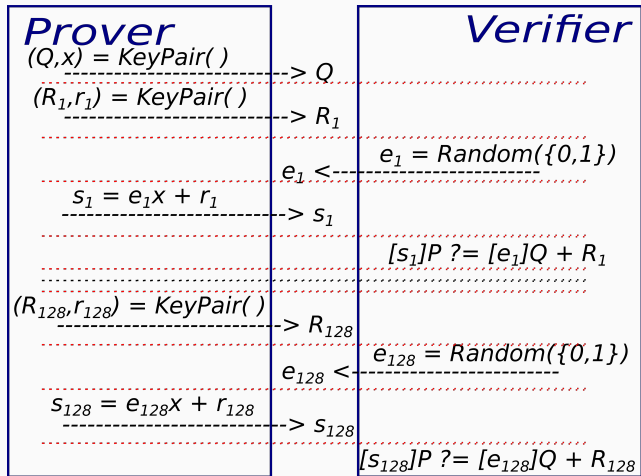 Prover
Verifier
(Q,x) = KeyPair( )
--------------------------> Q
(R₁,r₁) = KeyPair( )
--------------------------> R₁
e₁ = Random({0,1})
e₁ <------------------------
s₁ = e₁x + r₁
--------------------------> s₁
[s₁]P ?= [e₁]Q + R₁
(R₁₂₈,r₁₂₈) = KeyPair( )
--------------------------> R₁₂₈
e₁₂₈ = Random({0,1})
e₁₂₈ <------------------------
s₁₂₈ = e₁₂₈x + r₁₂₈
--------------------------> s₁₂₈
[s₁₂₈]P ?= [e₁₂₈]Q + R₁₂₈